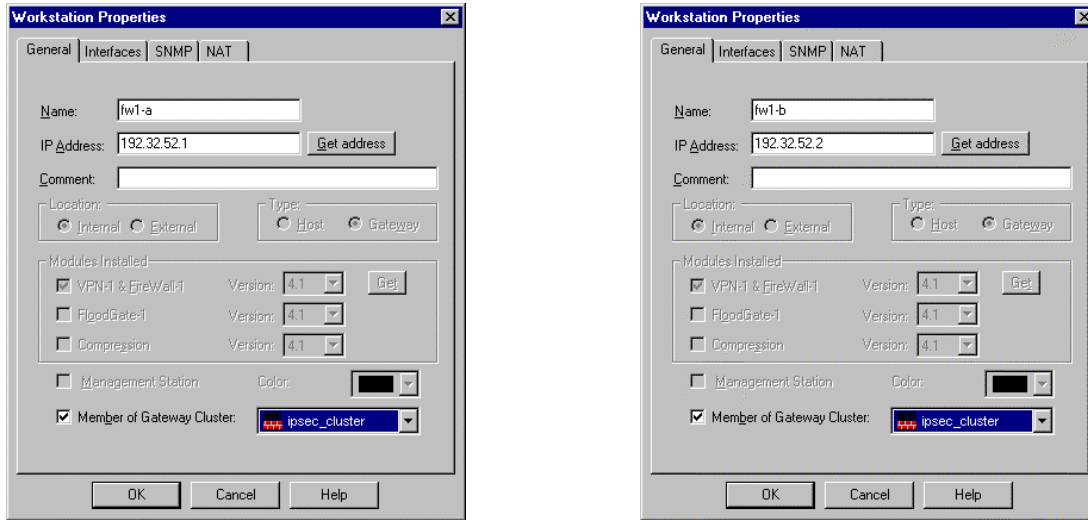 Workstation Properties
General Interfaces SNMP NAT
Name: fw1-a
IP Address: 192.32.52.1 Get address
Comment:
Location: Type:
Internal External Host Gateway
Modules Installed
VPN-1 & FireWall-1 Version: 4.1 Get
FloodGate-1 Version: 4.1
Compression Version: 4.1
Management Station Color:
Member of Gateway Cluster: ipsec_cluster
OK Cancel Help
Workstation Properties
General Interfaces SNMP NAT
Name: fw1-b
IP Address: 192.32.52.2 Get address
Comment:
Location: Type:
Internal External Host Gateway
Modules Installed
VPN-1 & FireWall-1 Version: 4.1 Get
FloodGate-1 Version: 4.1
Compression Version: 4.1
Management Station Color:
Member of Gateway Cluster: ipsec_cluster
OK Cancel Help